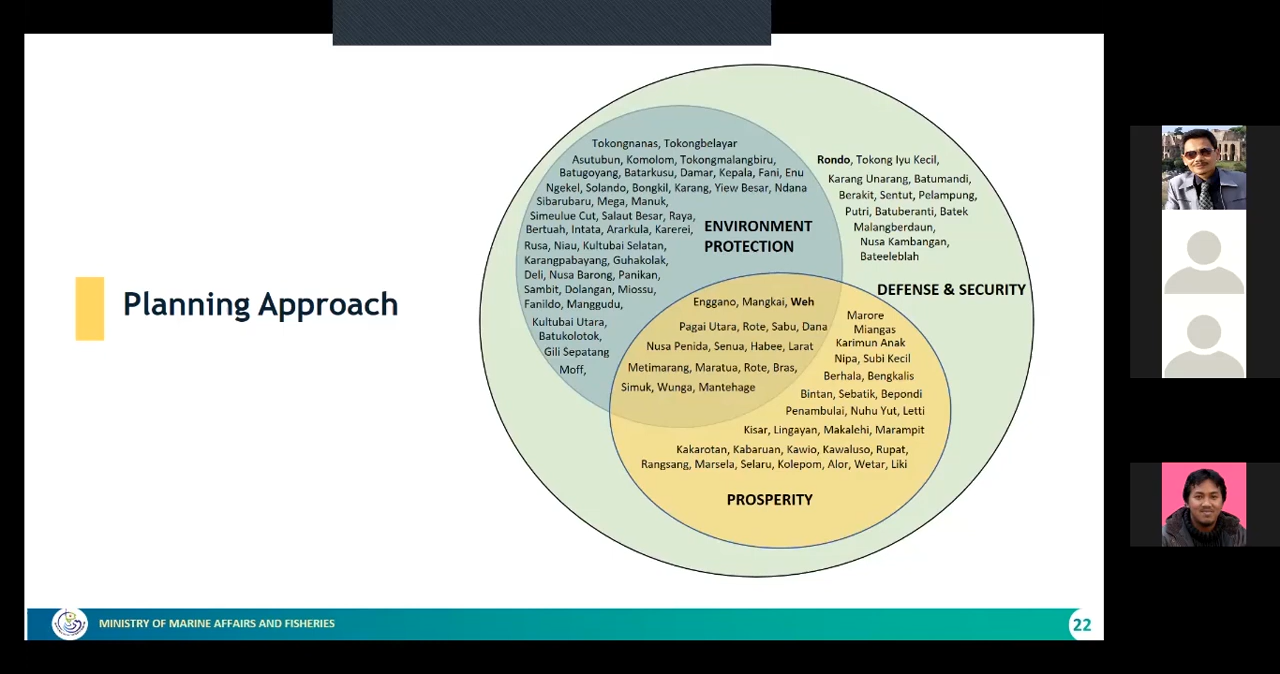 Planning Approach
Tokongnanas, Tokongbelayar
Asutubun, Komolom, Tokongmalangbiru,
Batugoyang, Batarkusu, Damar, Kepala, Fani, Enu
Ngekel, Solando, Bongkil, Karang, Yiew Besar, Ndana
Sibarubaru, Mega, Manuk,
Simeulue Cut, Salaut Besar, Raya,
Bertuah, Intata, Ararkula, Karerei,
Rusa, Niau, Kultubai Selatan,
Karangpabayang, Guhakolak,
Deli, Nusa Barong, Panikan,
Sambit, Dolangan, Miossu,
Fanildo, Manggudu,
Kultubai Utara,
Batukolotok,
Gili Sepatang
Moff,
ENVIRONMENT
PROTECTION
Rondo, Tokong Iyu Kecil,
Karang Unarang, Batumandi,
Berakit, Sentut, Pelampung,
Putri, Batuberanti, Batek
Malangberdaun,
Nusa Kambangan,
Bateeleblah
DEFENSE & SECURITY
Enggano, Mangkai, Weh
Pagai Utara, Rote, Sabu, Dana
Nusa Penida, Senua, Habee, Larat
Metimarang, Maratua, Rote, Bras,
Simuk, Wunga, Mantehage
Marore
Miangas
Karimun Anak
Nipa, Subi Kecil
Berhala, Bengkalis
Bintan, Sebatik, Bepondi
Penambulai, Nuhu Yut, Letti
Kisar, Lingayan, Makalehi, Marampit
Kakarotan, Kabaruan, Kawio, Kawaluso, Rupat,
Rangsang, Marsela, Selaru, Kolepom, Alor, Wetar, Liki
PROSPERITY
MINISTRY OF MARINE AFFAIRS AND FISHERIES
22